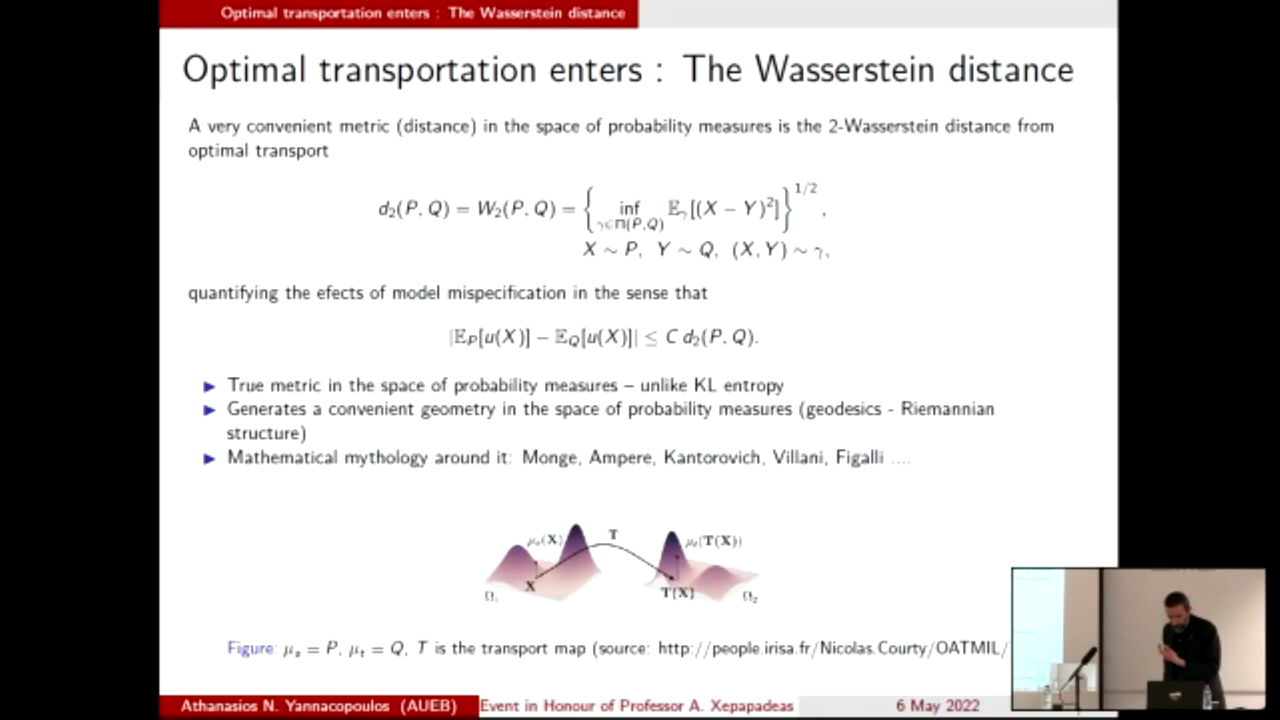 Optimal transportation enters : The Wasserstein distance
Optimal transportation enters : The Wasserstein distance
A very convenient metric (distance) in the space of probability measures is the 2-Wasserstein distance from
optimal transport
d₂(P, Q) = W₂(P, Q) = { inf_{γ∈Π(P,Q)} 𝔼_γ[(X − Y)²] }^{1/2},
X ∼ P, Y ∼ Q, (X, Y) ∼ γ,
quantifying the efects of model mispecification in the sense that
|𝔼_P[u(X)] − 𝔼_Q[u(X)]| ≤ C d₂(P, Q).
► True metric in the space of probability measures – unlike KL entropy
► Generates a convenient geometry in the space of probability measures (geodesics - Riemannian
structure)
► Mathematical mythology around it: Monge, Ampere, Kantorovich, Villani, Figalli ....
μₛ(X) T μₜ(T(X))
X T(X)
Ω₁ Ω₂
Figure: μₛ = P, μₜ = Q, T is the transport map (source: http://people.irisa.fr/Nicolas.Courty/OATMIL/
Athanasios N. Yannacopoulos (AUEB) Event in Honour of Professor A. Xepapadeas 6 May 2022